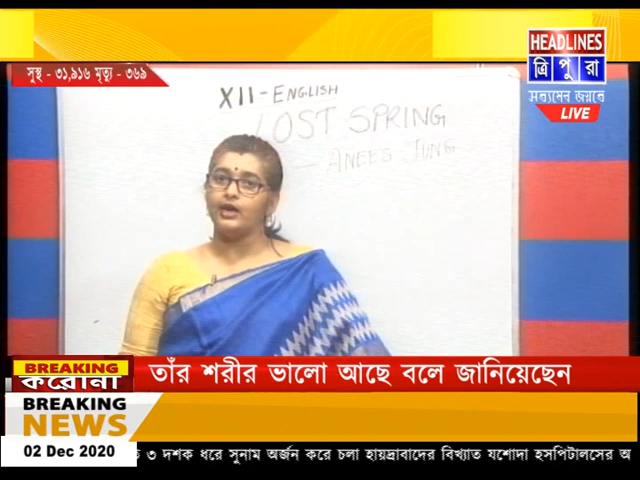 সুস্থ - ৩১,৯১৬ মৃত্যু - ৩৬৯
HEADLINES
ত্রিপুরা
সত্যমেব জয়তে
LIVE
XII - ENGLISH
LOST SPRING
- ANEES JUNG
BREAKING
করোনা
তাঁর শরীর ভালো আছে বলে জানিয়েছেন
BREAKING
NEWS
02 Dec 2020
৩ দশক ধরে সুনাম অর্জন করে চলা হায়দ্রাবাদের বিখ্যাত যশোদা হসপিটালসের অ